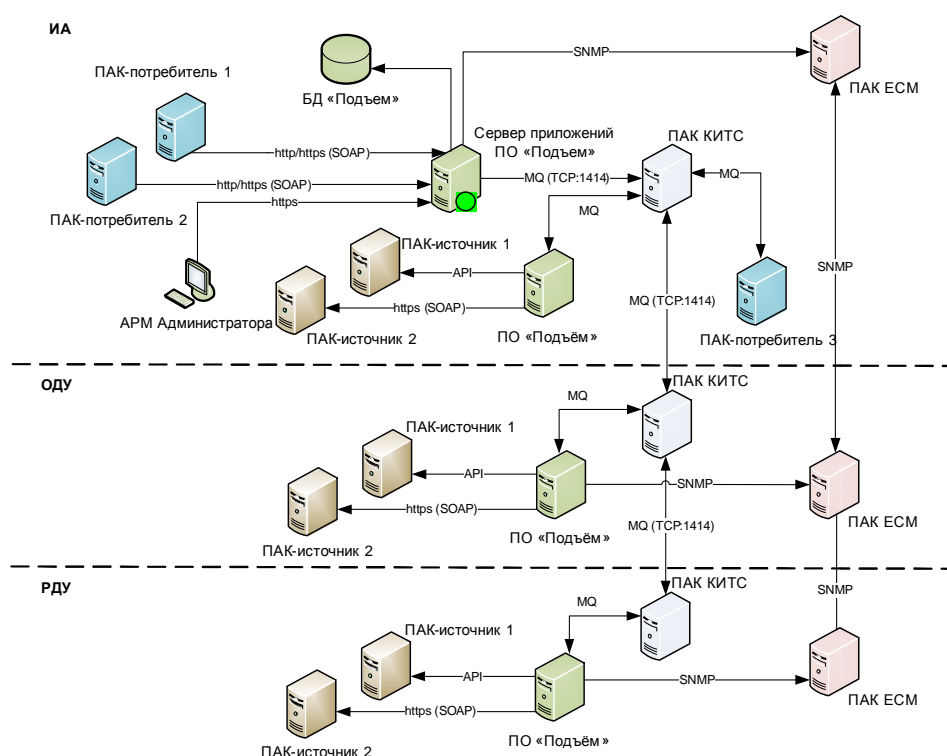 ИА
SNMP
ПАК-потребитель 1
ПАК ЕСМ
БД «Подъем»
Сервер приложений
ПО «Подъем»
ПАК КИТС
http/https (SOAP)
MQ (TCP:1414)
MQ
http/https (SOAP)
https
MQ
ПАК-потребитель 2
ПАК-источник 1
API
SNMP
MQ (TCP:1414)
https (SOAP)
АРМ Администратора
ПАК-источник 2
ПО «Подъём»
ПАК-потребитель 3
ОДУ
ПАК КИТС
MQ
ПАК-источник 1
API
SNMP
https (SOAP)
MQ (TCP:1414)
ПАК ЕСМ
ПО «Подъём»
ПАК-источник 2
РДУ
ПАК КИТС
SNMP
MQ
ПАК-источник 1
API
SNMP
ПАК ЕСМ
https (SOAP)
ПО «Подъём»
ПАК-источник 2